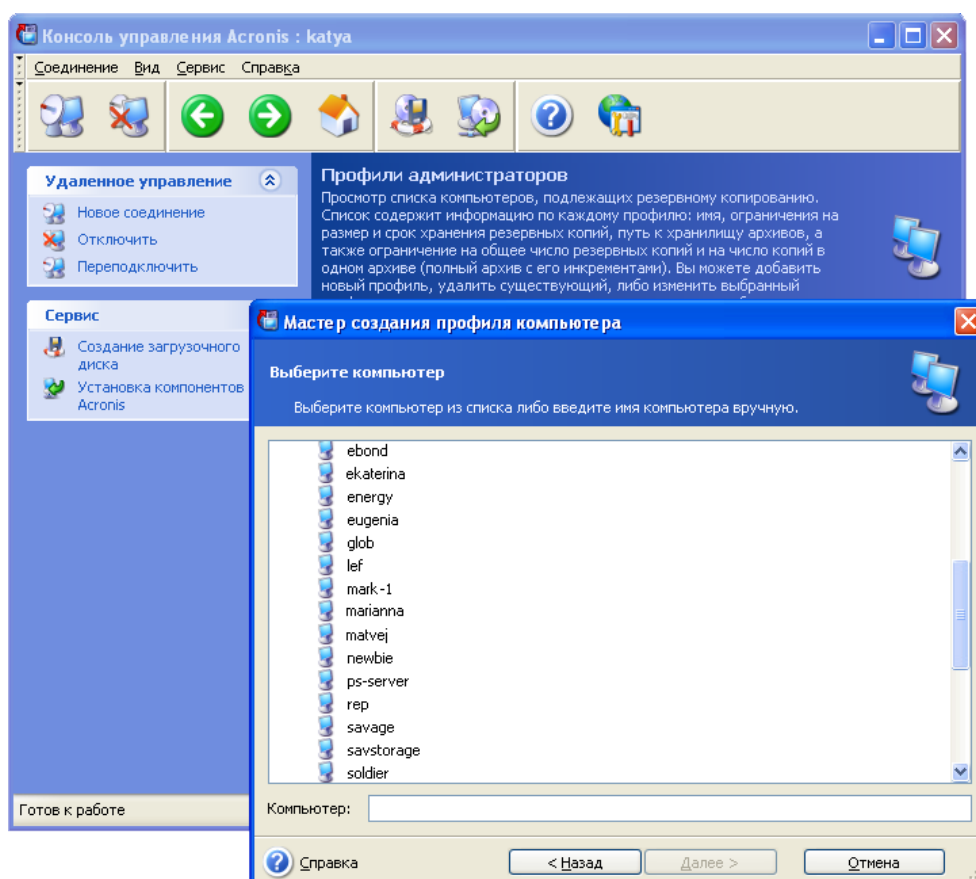 Консоль управления Acronis : katya
Соединение Вид Сервис Справка
Удаленное управление
Новое соединение
Отключить
Переподключить
Сервис
Создание загрузочного
диска
Установка компонентов
Acronis
Профили администраторов
Просмотр списка компьютеров, подлежащих резервному копированию.
Список содержит информацию по каждому профилю: имя, ограничения на
размер и срок хранения резервных копий, путь к хранилищу архивов, а
также ограничение на общее число резервных копий и на число копий в
одном архиве (полный архив с его инкрементами). Вы можете добавить
новый профиль, удалить существующий, либо изменить выбранный
Мастер создания профиля компьютера
Выберите компьютер
Выберите компьютер из списка либо введите имя компьютера вручную.
ebond
ekaterina
energy
eugenia
glob
lef
mark-1
marianna
matvej
newbie
ps-server
rep
savage
savstorage
soldier
Компьютер:
Справка
< Назад
Далее >
Отмена
Готов к работе